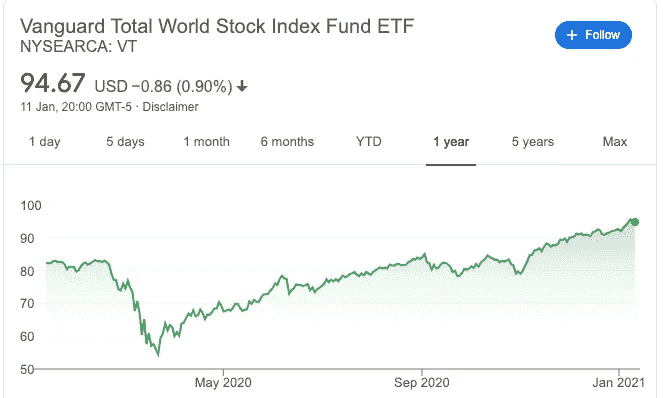 Vanguard Total World Stock Index Fund ETF
NYSEARCA: VT
+ Follow
94.67 USD −0.86 (0.90%) ↓
11 Jan, 20:00 GMT-5 · Disclaimer
1 day 5 days 1 month 6 months YTD 1 year 5 years Max
100
90
80
70
60
50
May 2020 Sep 2020 Jan 2021